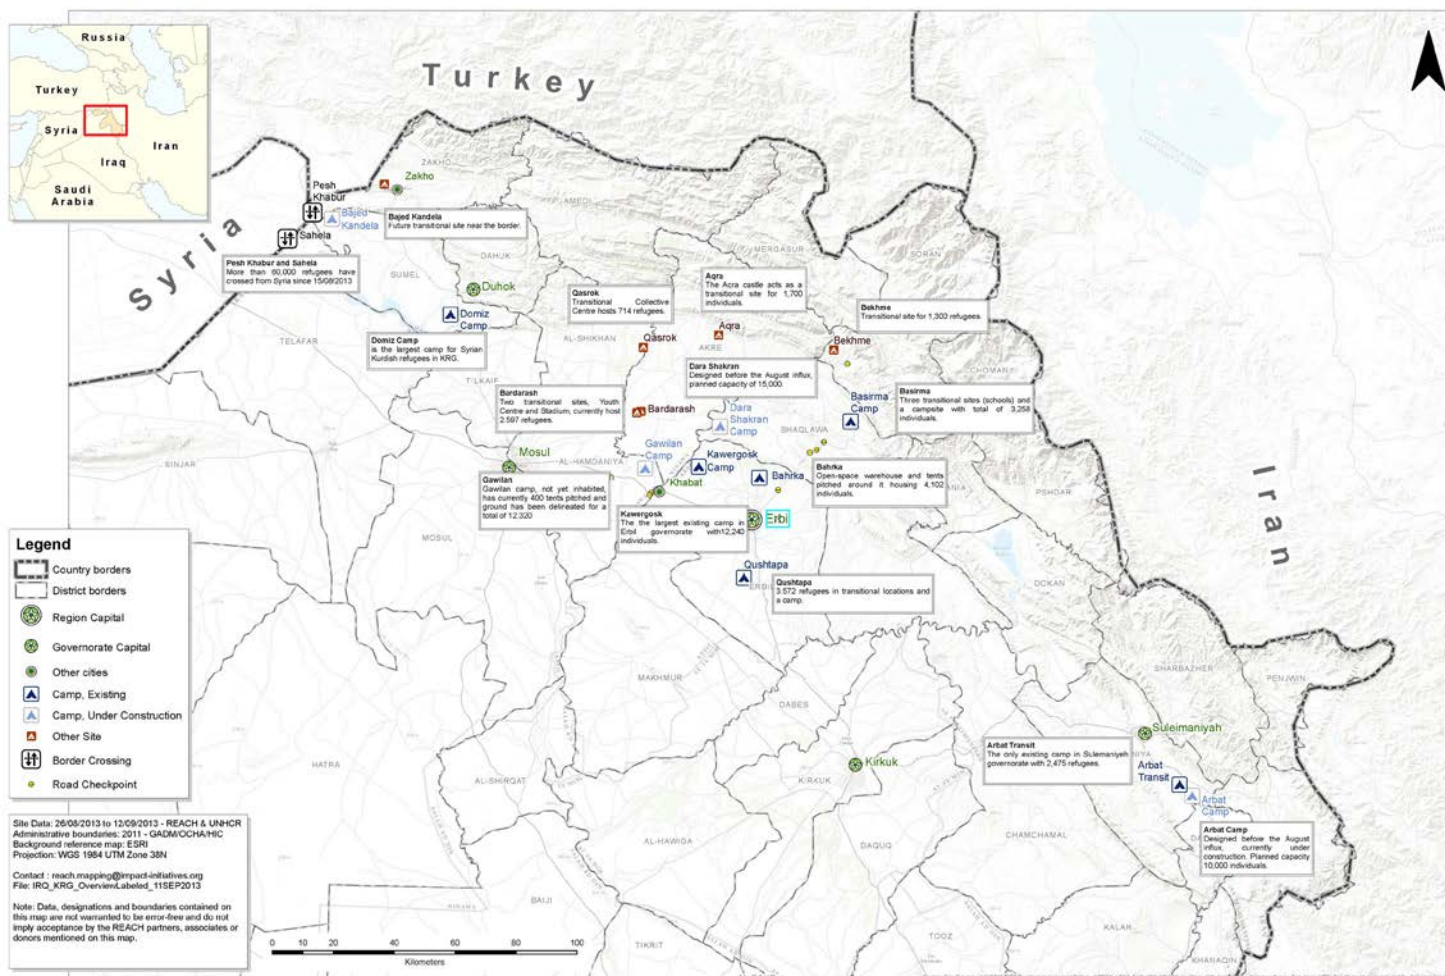 Russia
Turkey
Syria
Iran
Iraq
Saudi
Arabia
Turkey
Syria
Iran
ZAKHO
Zakho
Pesh
Khabur
Bajed
Kandela
Sahela
AMEDI
Bajed Kandela
Future transitional site near the border.
MERGASUR
SORAN
DAHUK
Pesh Khabur and Sahela
More than 60,000 refugees have
crossed from Syria since 15/08/2013
SUMEL
Duhok
Qasrok
Transitional Collective
Centre hosts 714 refugees.
Aqra
The Acra castle acts as a
transitional site for 1,700
individuals.
Bekhme
Transitional site for 1,300 refugees.
Domiz
Camp
TELAFAR
Domiz Camp
is the largest camp for Syrian
Kurdish refugees in KRG.
AL-SHIKHAN
Qasrok
Aqra
AKRE
Bekhme
CHOMAN
TILKAIF
Dara Shakran
Designed before the August influx,
planned capacity of 15,000.
Bardarash
Two transitional sites, Youth
Centre and Stadium, currently host
2.597 refugees.
Bardarash
Basirma
Camp
Basirma
Three transitional sites (schools) and
a campsite with total of 3,258
individuals.
Dara
Shakran
Camp
SHAQLAWA
Mosul
Gawilan
Camp
Kawergosk
Camp
AL-HAMDANIYA
SINJAR
Khabat
Bahrka
Bahrka
Open-space warehouse and tents
pitched around it housing 4,102
individuals.
PSHDAR
Gawilan
Gawilan camp, not yet inhabited,
has currently 400 tents pitched and
ground has been delineated for a
total of 12.320
Kawergosk
The the largest existing camp in
Erbil governorate with12,240
individuals.
Erbi
MOSUL
Qushtapa
Qushtapa
3.572 refugees in transitional locations and
a camp.
DCKAN
Legend
Country borders
District borders
Region Capital
Governorate Capital
Other cities
Camp, Existing
Camp, Under Construction
Other Site
Border Crossing
Road Checkpoint
MAKHMUR
DABES
SHARBAZHER
PENJWIN
Suleimaniyah
Arbat Transit
The only existing camp in Sulemaniyeh
governorate with 2,475 refugees.
Arbat
Transit
Arbat
Camp
HATRA
AL-SHIRQAT
KIRKUK
Kirkuk
AL-HAWIGA
DAQUQ
CHAMCHAMAL
Arbat Camp
Designed before the August
influx, currently under
construction. Planned capacity
10,000 individuals.
Site Data: 26/08/2013 to 12/09/2013 - REACH & UNHCR
Administrative boundaries: 2011 - GADM/OCHA/HIC
Background reference map: ESRI
Projection: WGS 1984 UTM Zone 38N
Contact : reach.mapping@impact-initiatives.org
File: IRQ_KRG_OverviewLabeled_11SEP2013
Note: Data, designations and boundaries contained on
this map are not warranted to be error-free and do not
imply acceptance by the REACH partners, associates or
donors mentioned on this map.
BAIJI
TIKRIT
TOOZ
KALAR
KHANAQIN
0 20 40 60 80 100
Kilometers